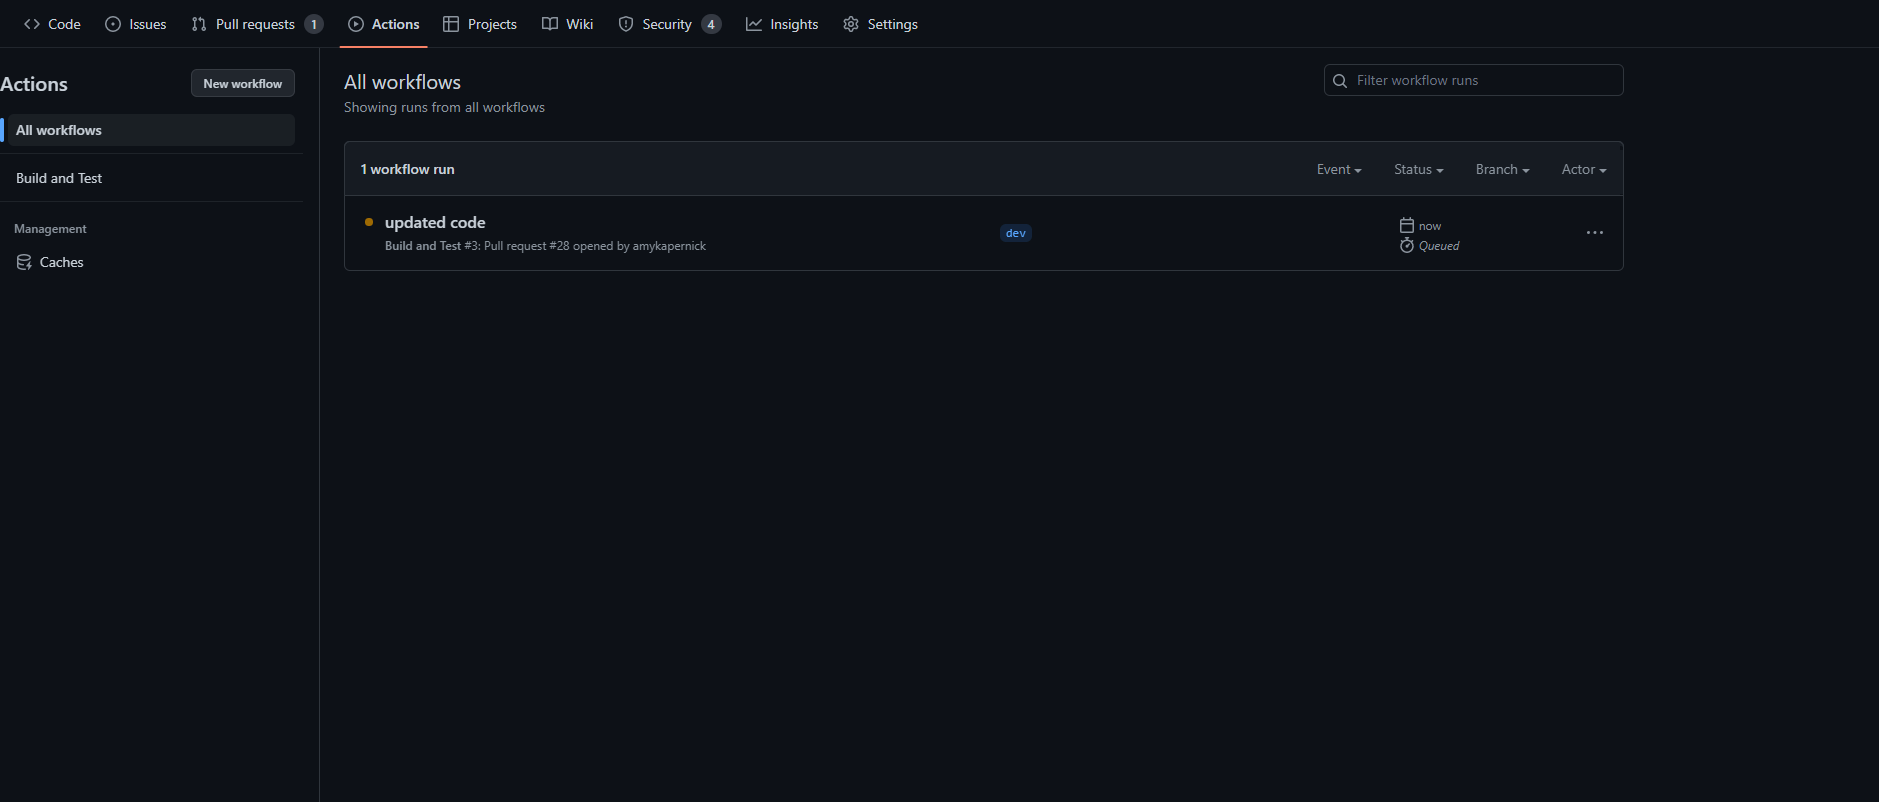 Code Issues Pull requests 1 Actions Projects Wiki Security 4 Insights Settings
Actions
New workflow
All workflows
Build and Test
Management
Caches
All workflows
Showing runs from all workflows
Filter workflow runs
1 workflow run
Event Status Branch Actor
updated code
Build and Test #3: Pull request #28 opened by amykapernick
dev
now
Queued